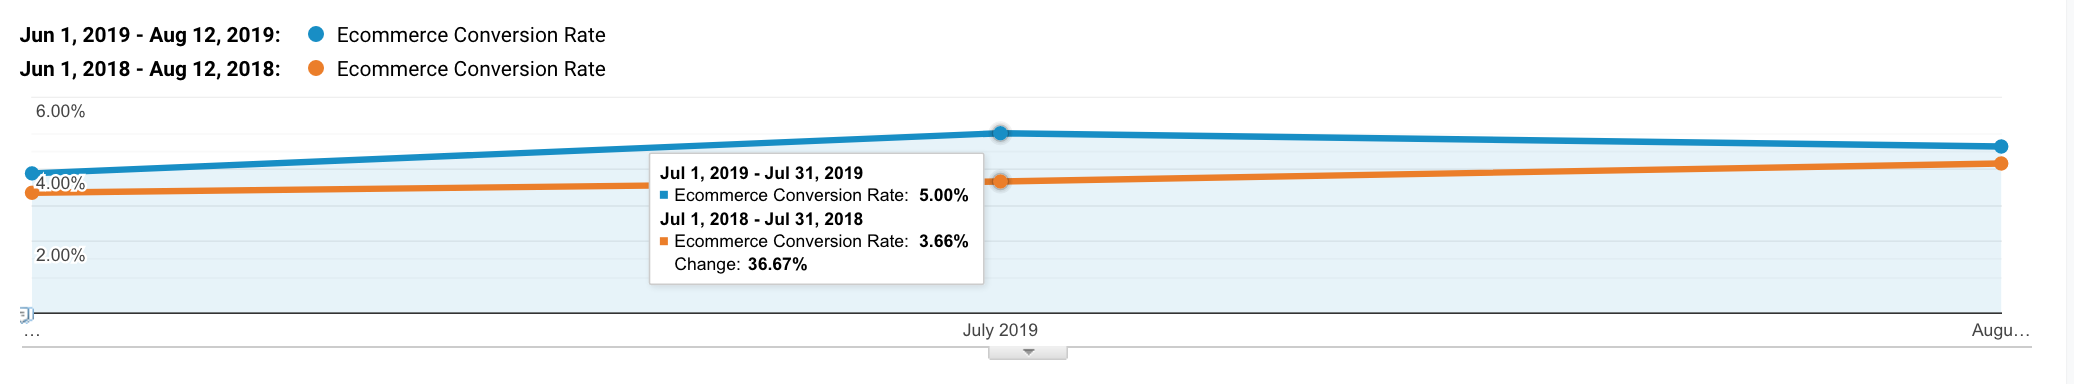 Jun 1, 2019 - Aug 12, 2019: Ecommerce Conversion Rate
Jun 1, 2018 - Aug 12, 2018: Ecommerce Conversion Rate
6.00%
4.00%
2.00%
Jul 1, 2019 - Jul 31, 2019
Ecommerce Conversion Rate: 5.00%
Jul 1, 2018 - Jul 31, 2018
Ecommerce Conversion Rate: 3.66%
Change: 36.67%
… July 2019 Augu…